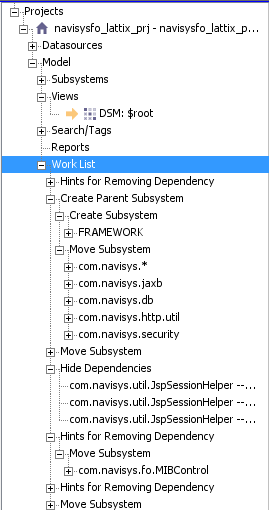 Projects
navisysfo_lattix_prj - navisysfo_lattix_p...
Datasources
Model
Subsystems
Views
DSM: $root
Search/Tags
Reports
Work List
Hints for Removing Dependency
Create Parent Subsystem
Create Subsystem
FRAMEWORK
Move Subsystem
com.navisys.*
com.navisys.jaxb
com.navisys.db
com.navisys.http.util
com.navisys.security
Move Subsystem
Hide Dependencies
com.navisys.util.JspSessionHelper --...
com.navisys.util.JspSessionHelper --...
com.navisys.util.JspSessionHelper --...
Hints for Removing Dependency
Move Subsystem
com.navisys.fo.MIBControl
Hints for Removing Dependency
Move Subsystem